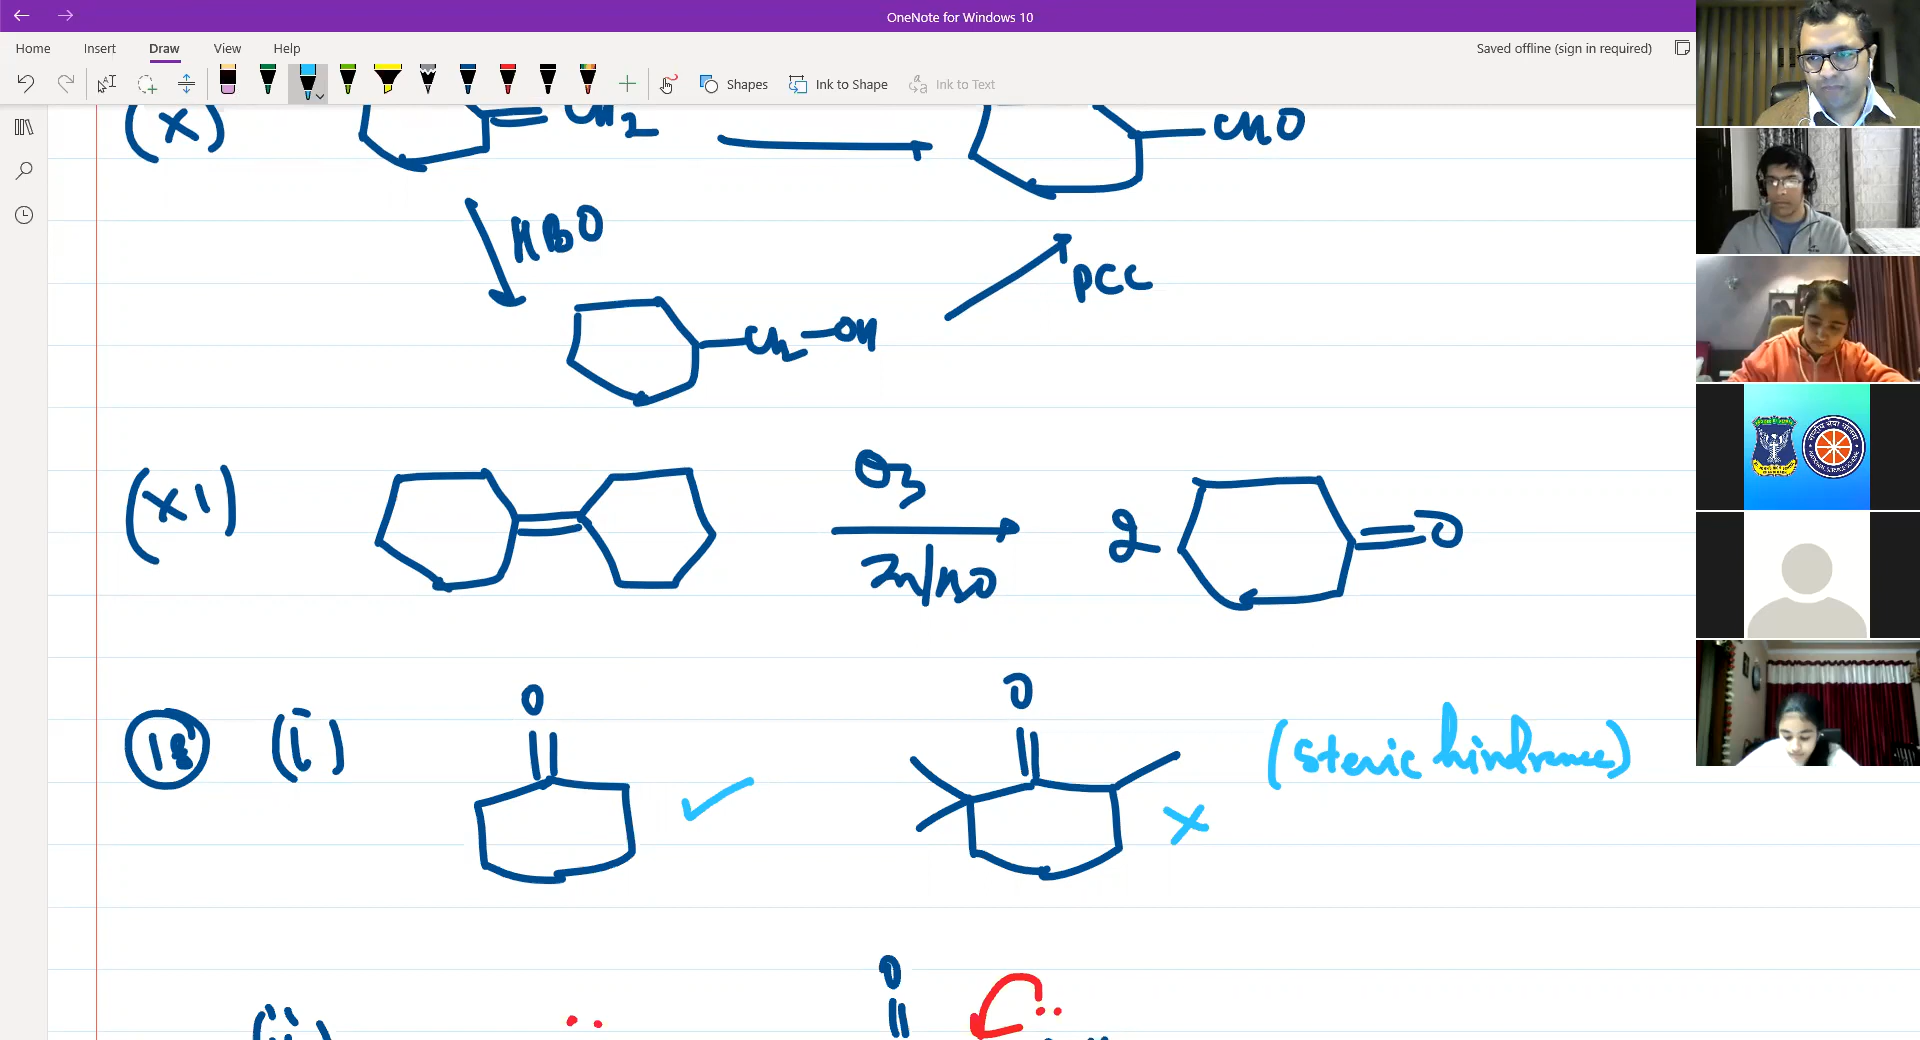 OneNote for Windows 10
Home Insert Draw View Help
Saved offline (sign in required)
Shapes Ink to Shape Ink to Text
(X) =CH2 CHO
HBO
PCC
CH2-OH
(XI) O3
2 =O
Zn/H2O
O O
18 (i) (steric hindrance)
O
(ii)